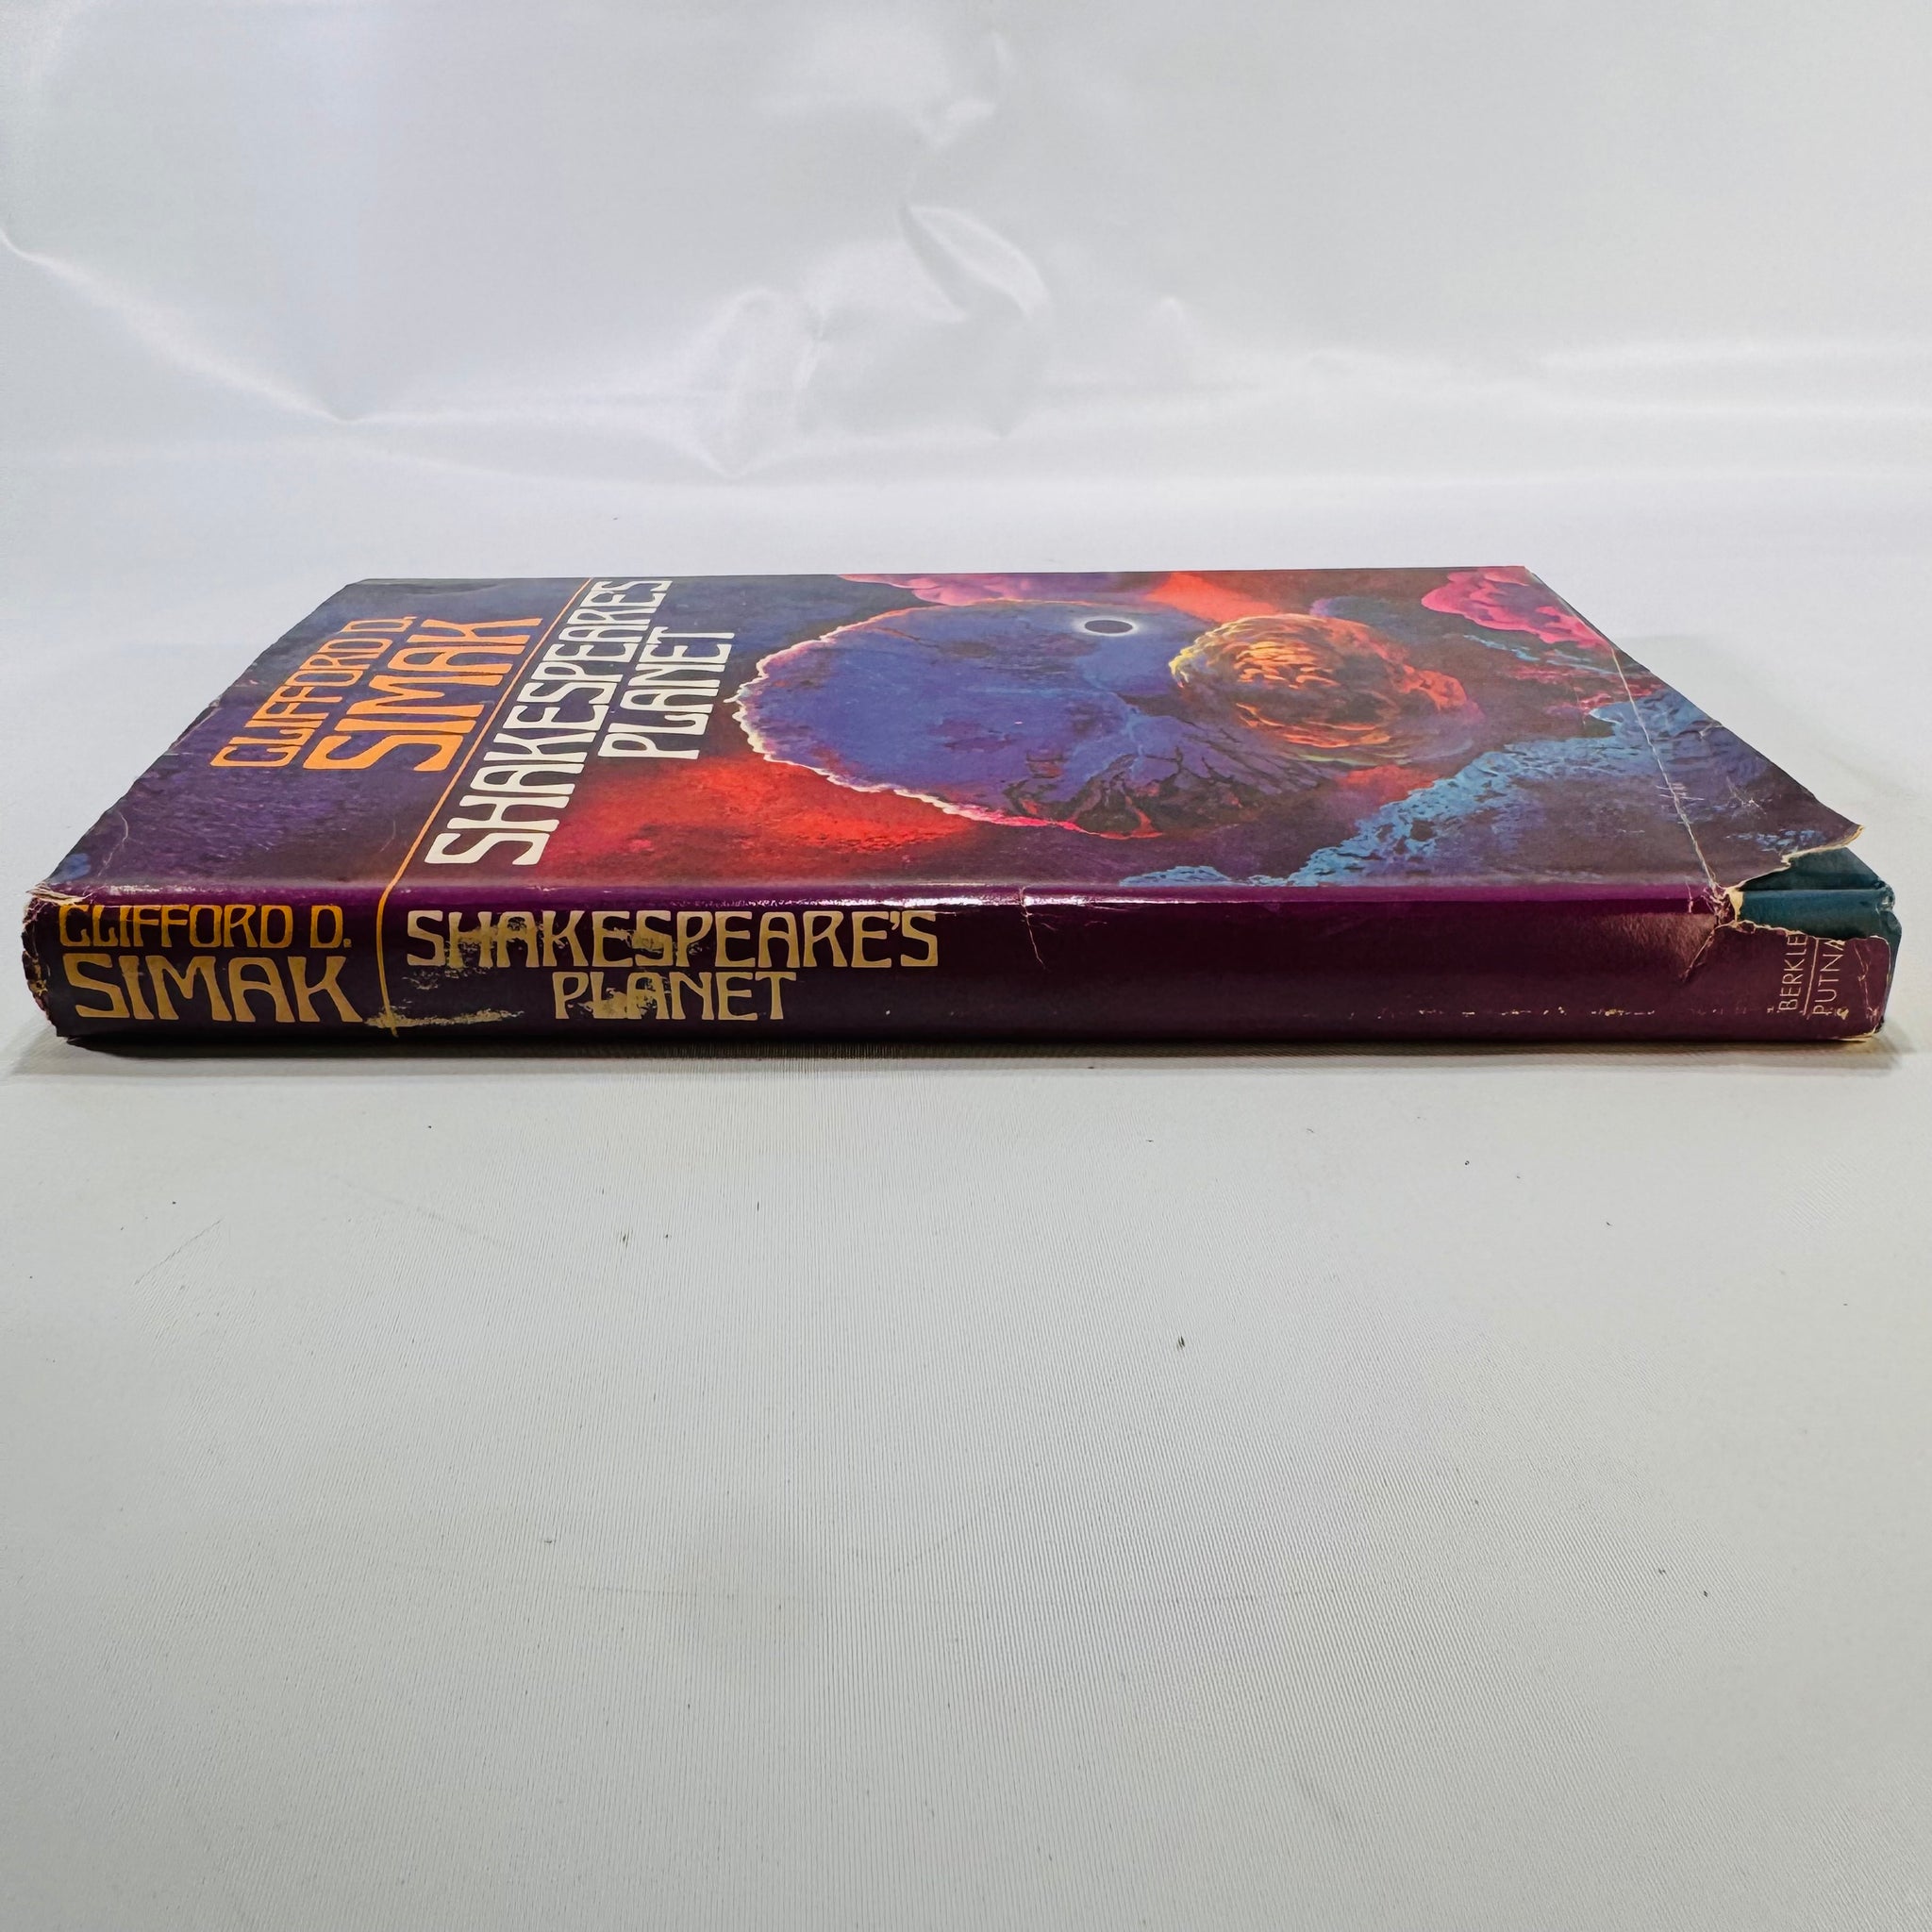 CLIFFORD D.
SIMAK
SHAKESPEARE'S
PLANET
CLIFFORD D.
SIMAK
SHAKESPEARE'S
PLANET